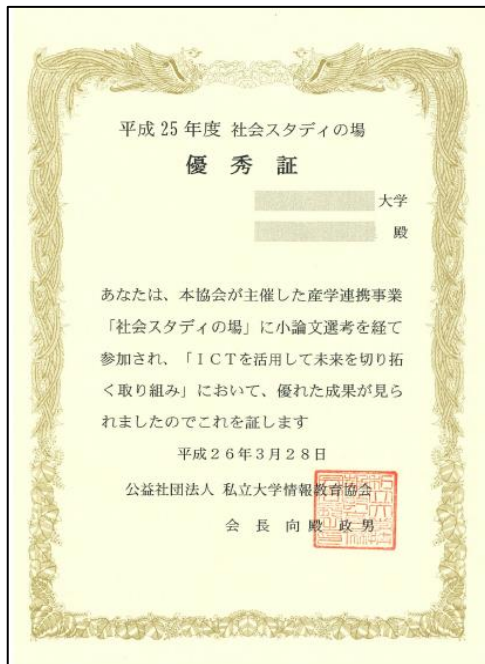 平成25年度 社会スタディの場
優秀証
大学
殿
あなたは、本協会が主催した産学連携事業
「社会スタディの場」に小論文選考を経て
参加され、「ICTを活用して未来を切り拓
く取り組み」において、優れた成果が見ら
れましたのでこれを証します
平成26年3月28日
公益社団法人 私立大学情報教育協会
会長 向殿 政男